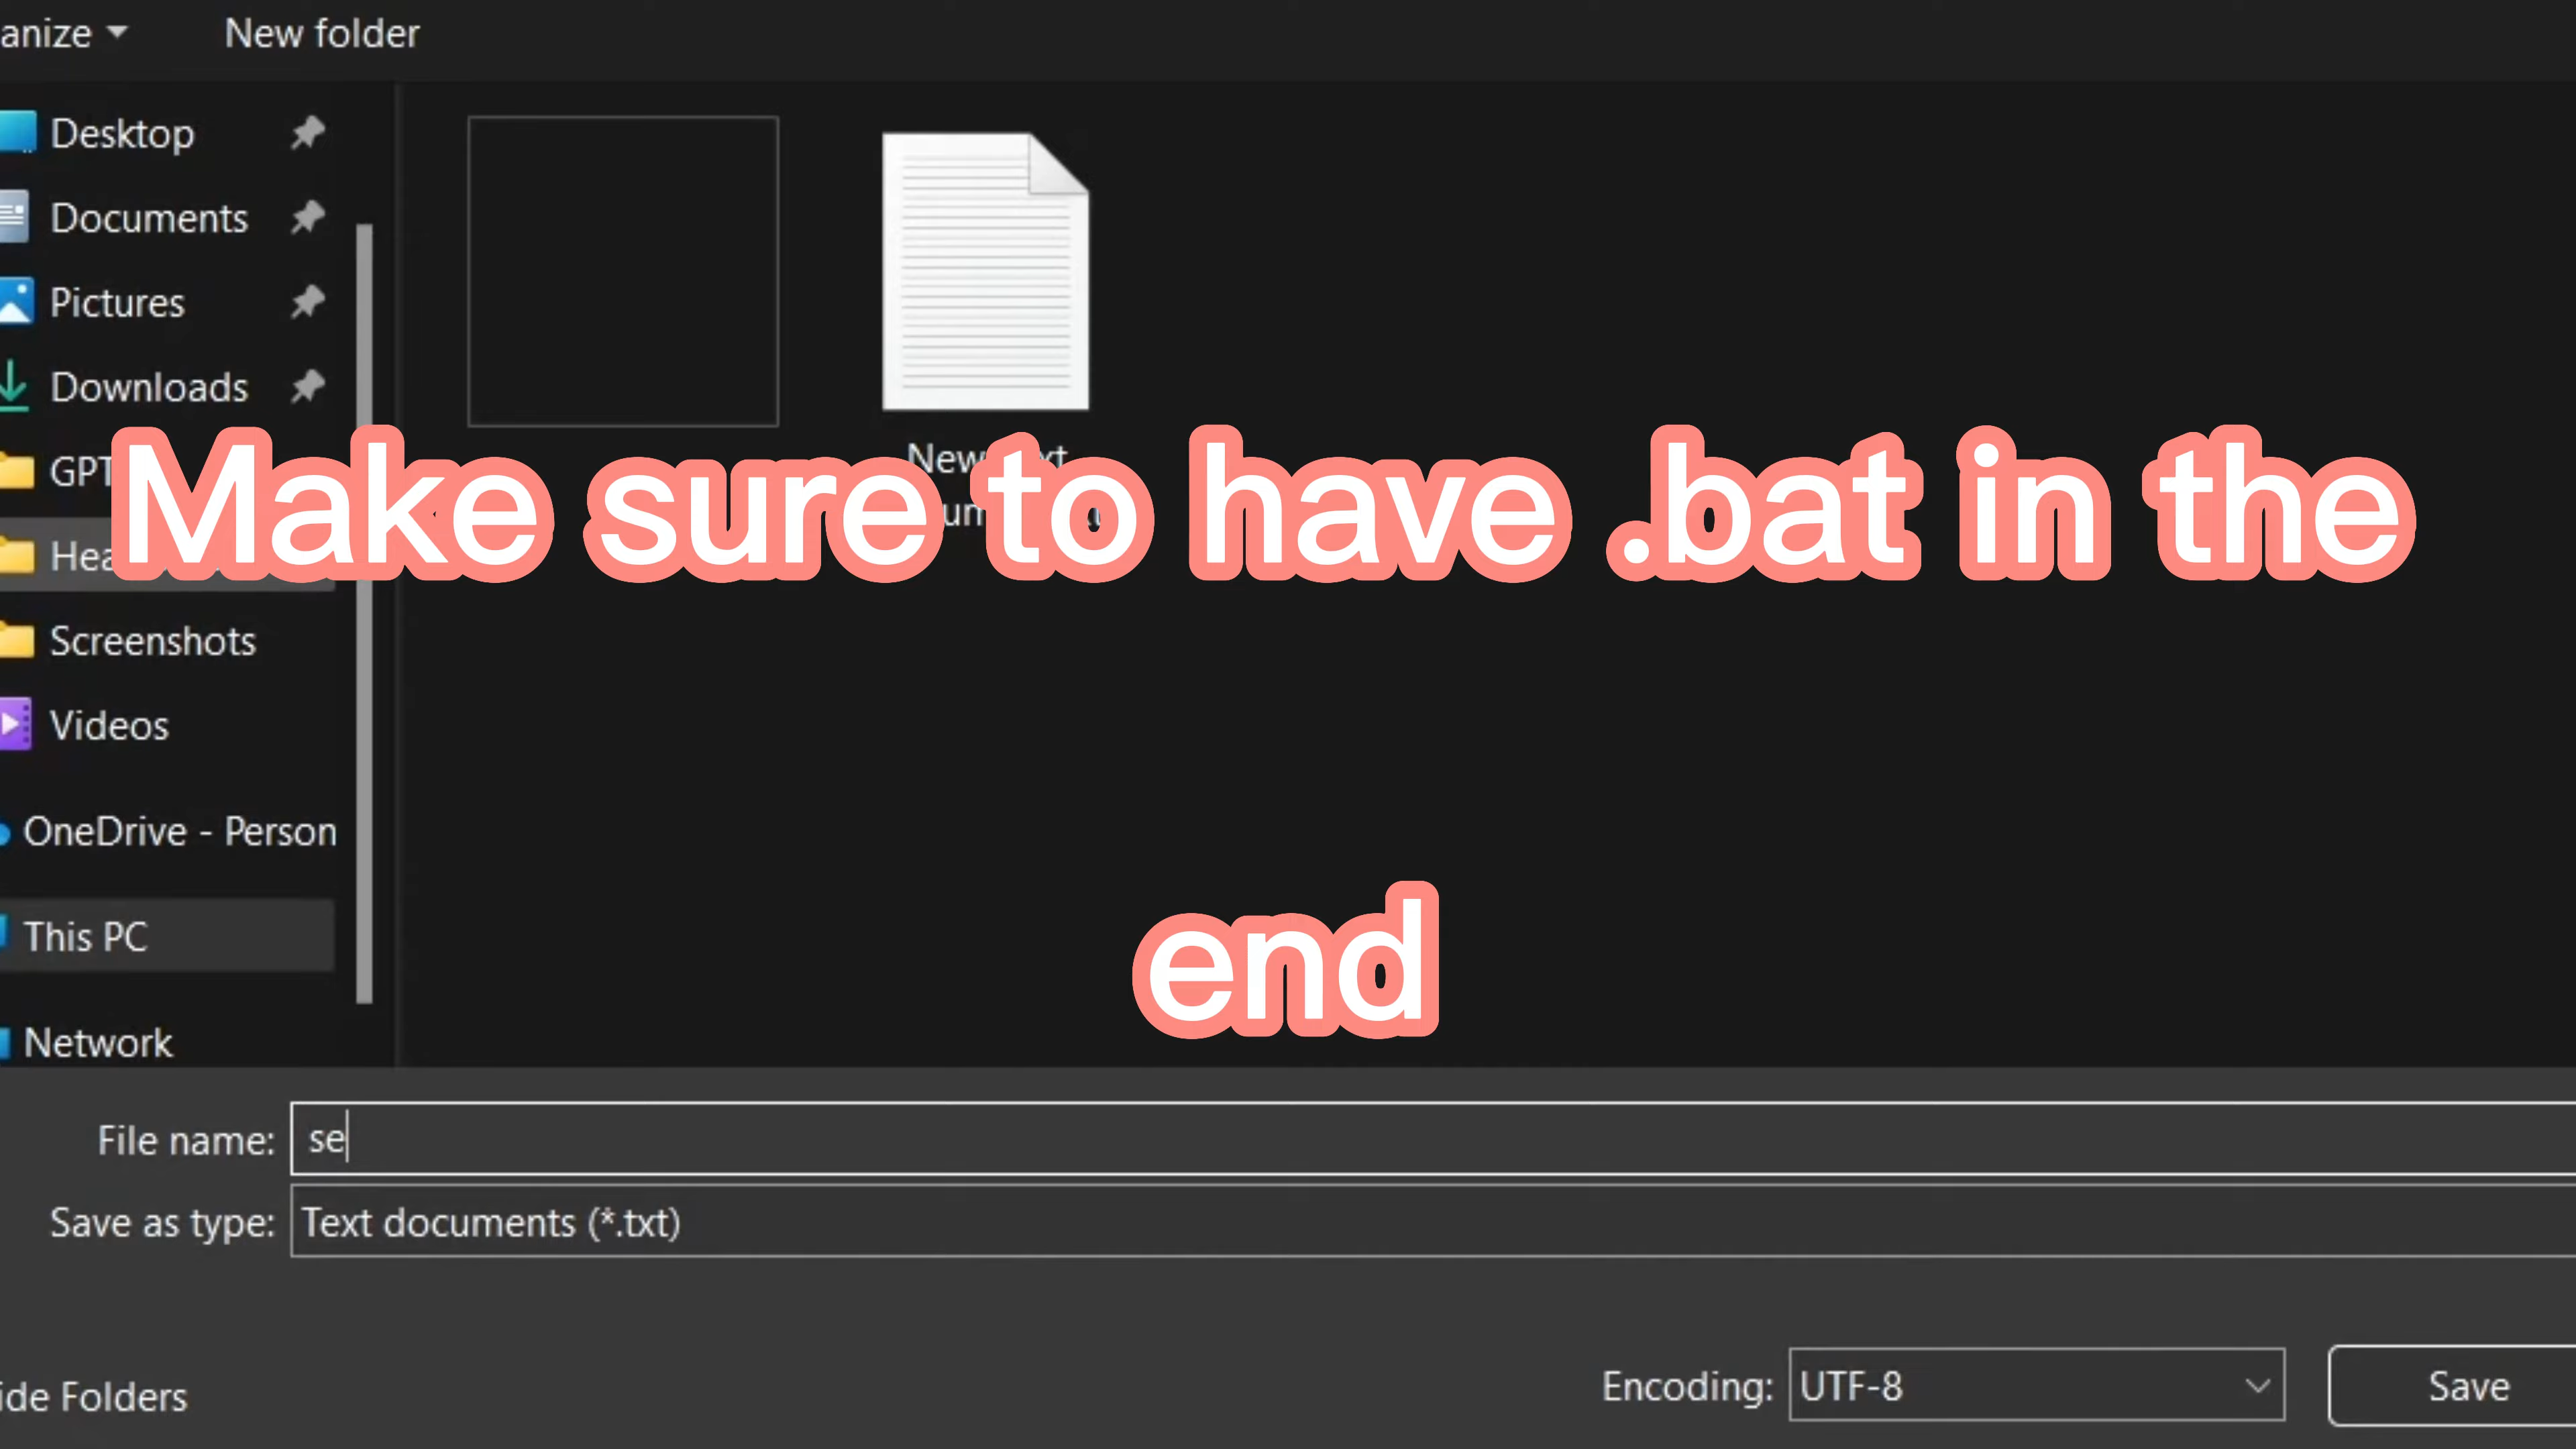 anize
New folder
Desktop
Documents
Pictures
Downloads
GPT
Make sure to have .bat in the
Screenshots
Videos
OneDrive - Person
end
This PC
Network
File name: se
Save as type: Text documents (*.txt)
ide Folders
Encoding: UTF-8
Save